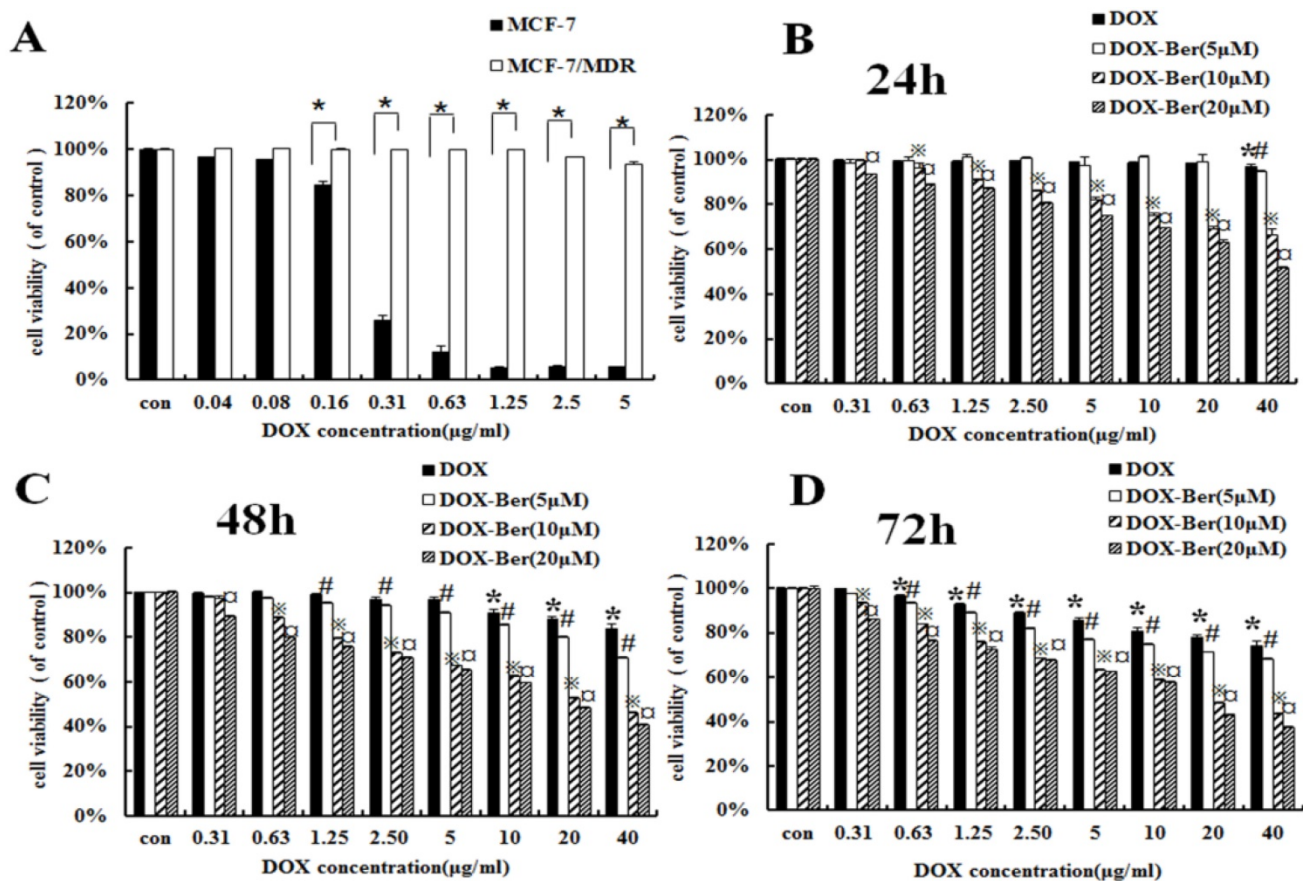 A
MCF-7
MCF-7/MDR
120%
100%
80%
60%
40%
20%
0%
cell viability ( of control )
* * * * * *
con 0.04 0.08 0.16 0.31 0.63 1.25 2.5 5
DOX concentration(μg/ml)
B
24h
DOX
DOX-Ber(5μM)
DOX-Ber(10μM)
DOX-Ber(20μM)
120%
100%
80%
60%
40%
20%
0%
cell viability ( of control )
¤ ※ ¤ ※ ¤ ※ ¤ ※ ¤ ※ ¤ ※ ¤ * # ※ ¤
con 0.31 0.63 1.25 2.50 5 10 20 40
DOX concentration(μg/ml)
C
48h
DOX
DOX-Ber(5μM)
DOX-Ber(10μM)
DOX-Ber(20μM)
120%
100%
80%
60%
40%
20%
0%
cell viability ( of control )
¤ ※ ¤ # ※ ¤ # ※ ¤ # ※ ¤ * # ※ ¤ * # ※ ¤ * # ※ ¤
con 0.31 0.63 1.25 2.50 5 10 20 40
DOX concentration(μg/ml)
D
72h
DOX
DOX-Ber(5μM)
DOX-Ber(10μM)
DOX-Ber(20μM)
120%
100%
80%
60%
40%
20%
0%
cell viability ( of control )
※ ¤ * # ※ ¤ * # ※ ¤ * # ※ ¤ * # ※ ¤ * # ※ ¤ * # ※ ¤ * # ※ ¤
con 0.31 0.63 1.25 2.50 5 10 20 40
DOX concentration(μg/ml)